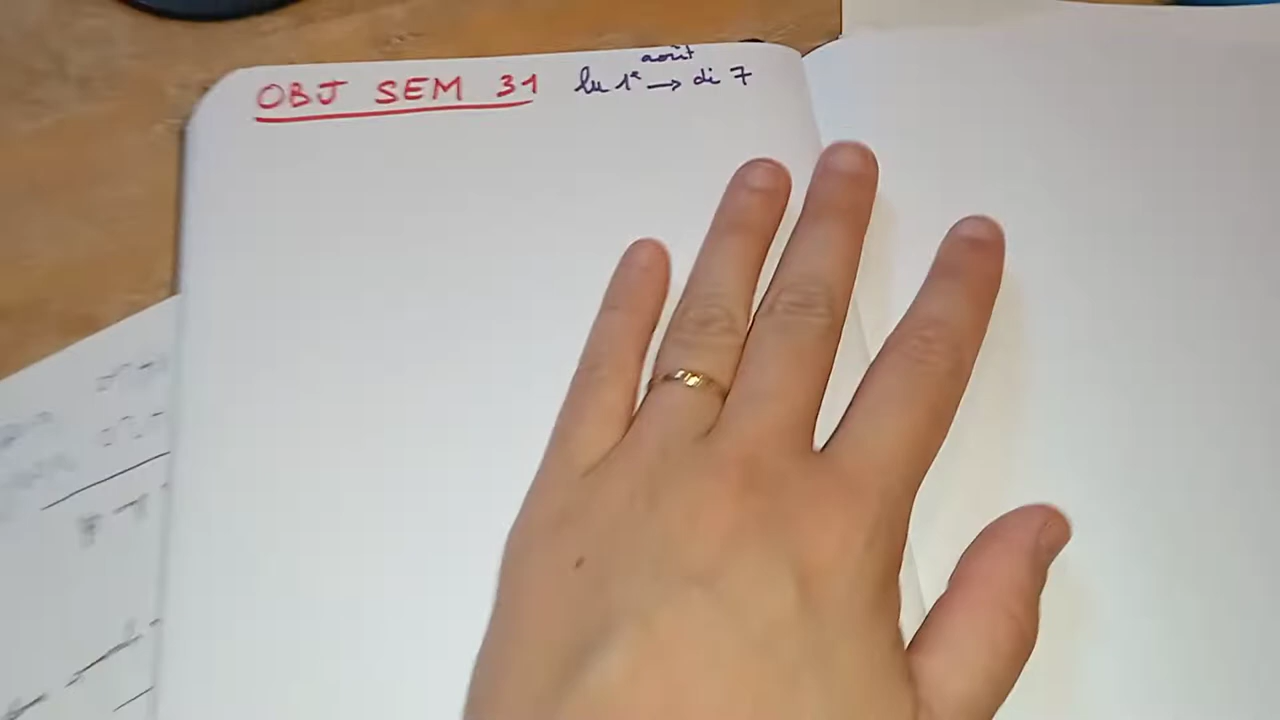 OBJ SEM 31 lu 1er août → di 7